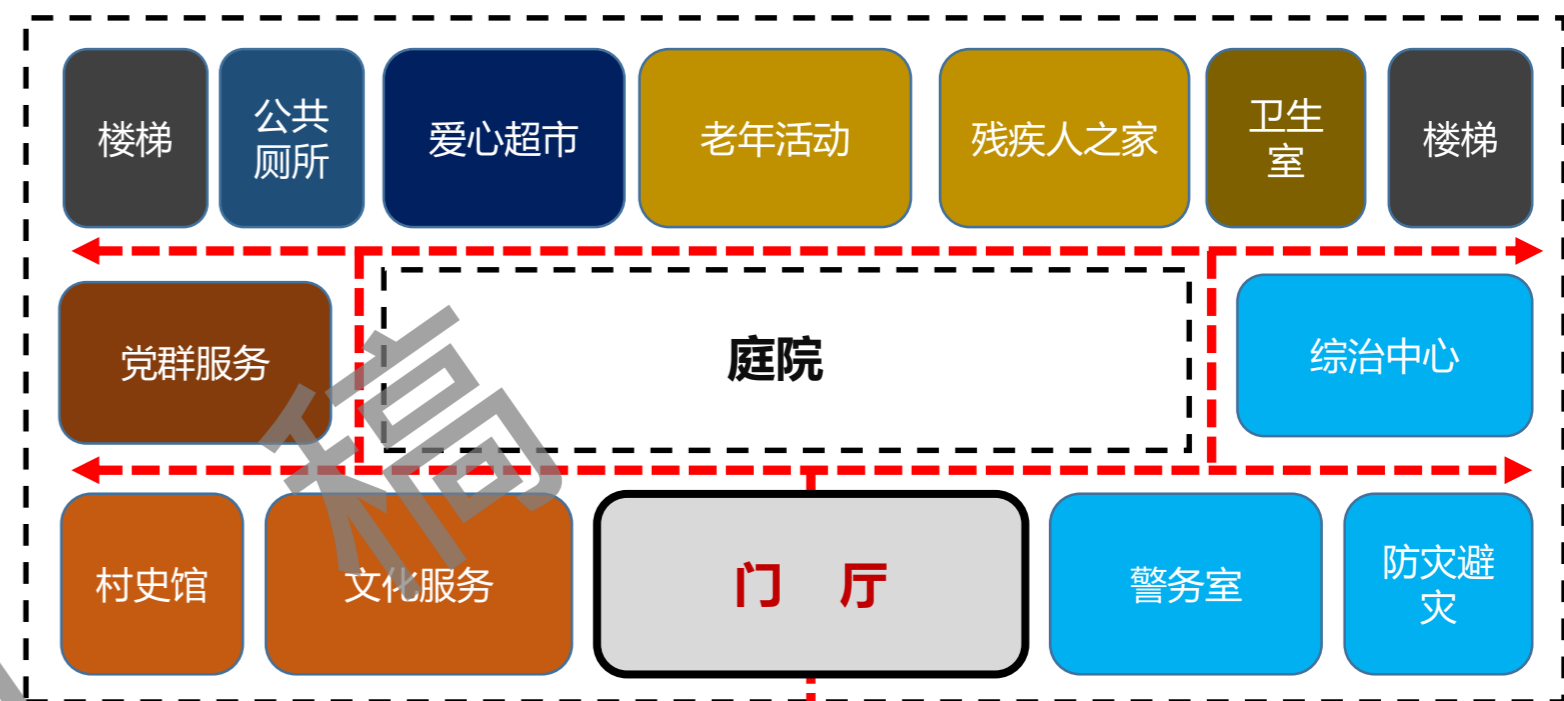 楼梯
公共
厕所
爱心超市
老年活动
残疾人之家
卫生
室
楼梯
党群服务
庭院
综治中心
村史馆
文化服务
门 厅
警务室
防灾避
灾
稿